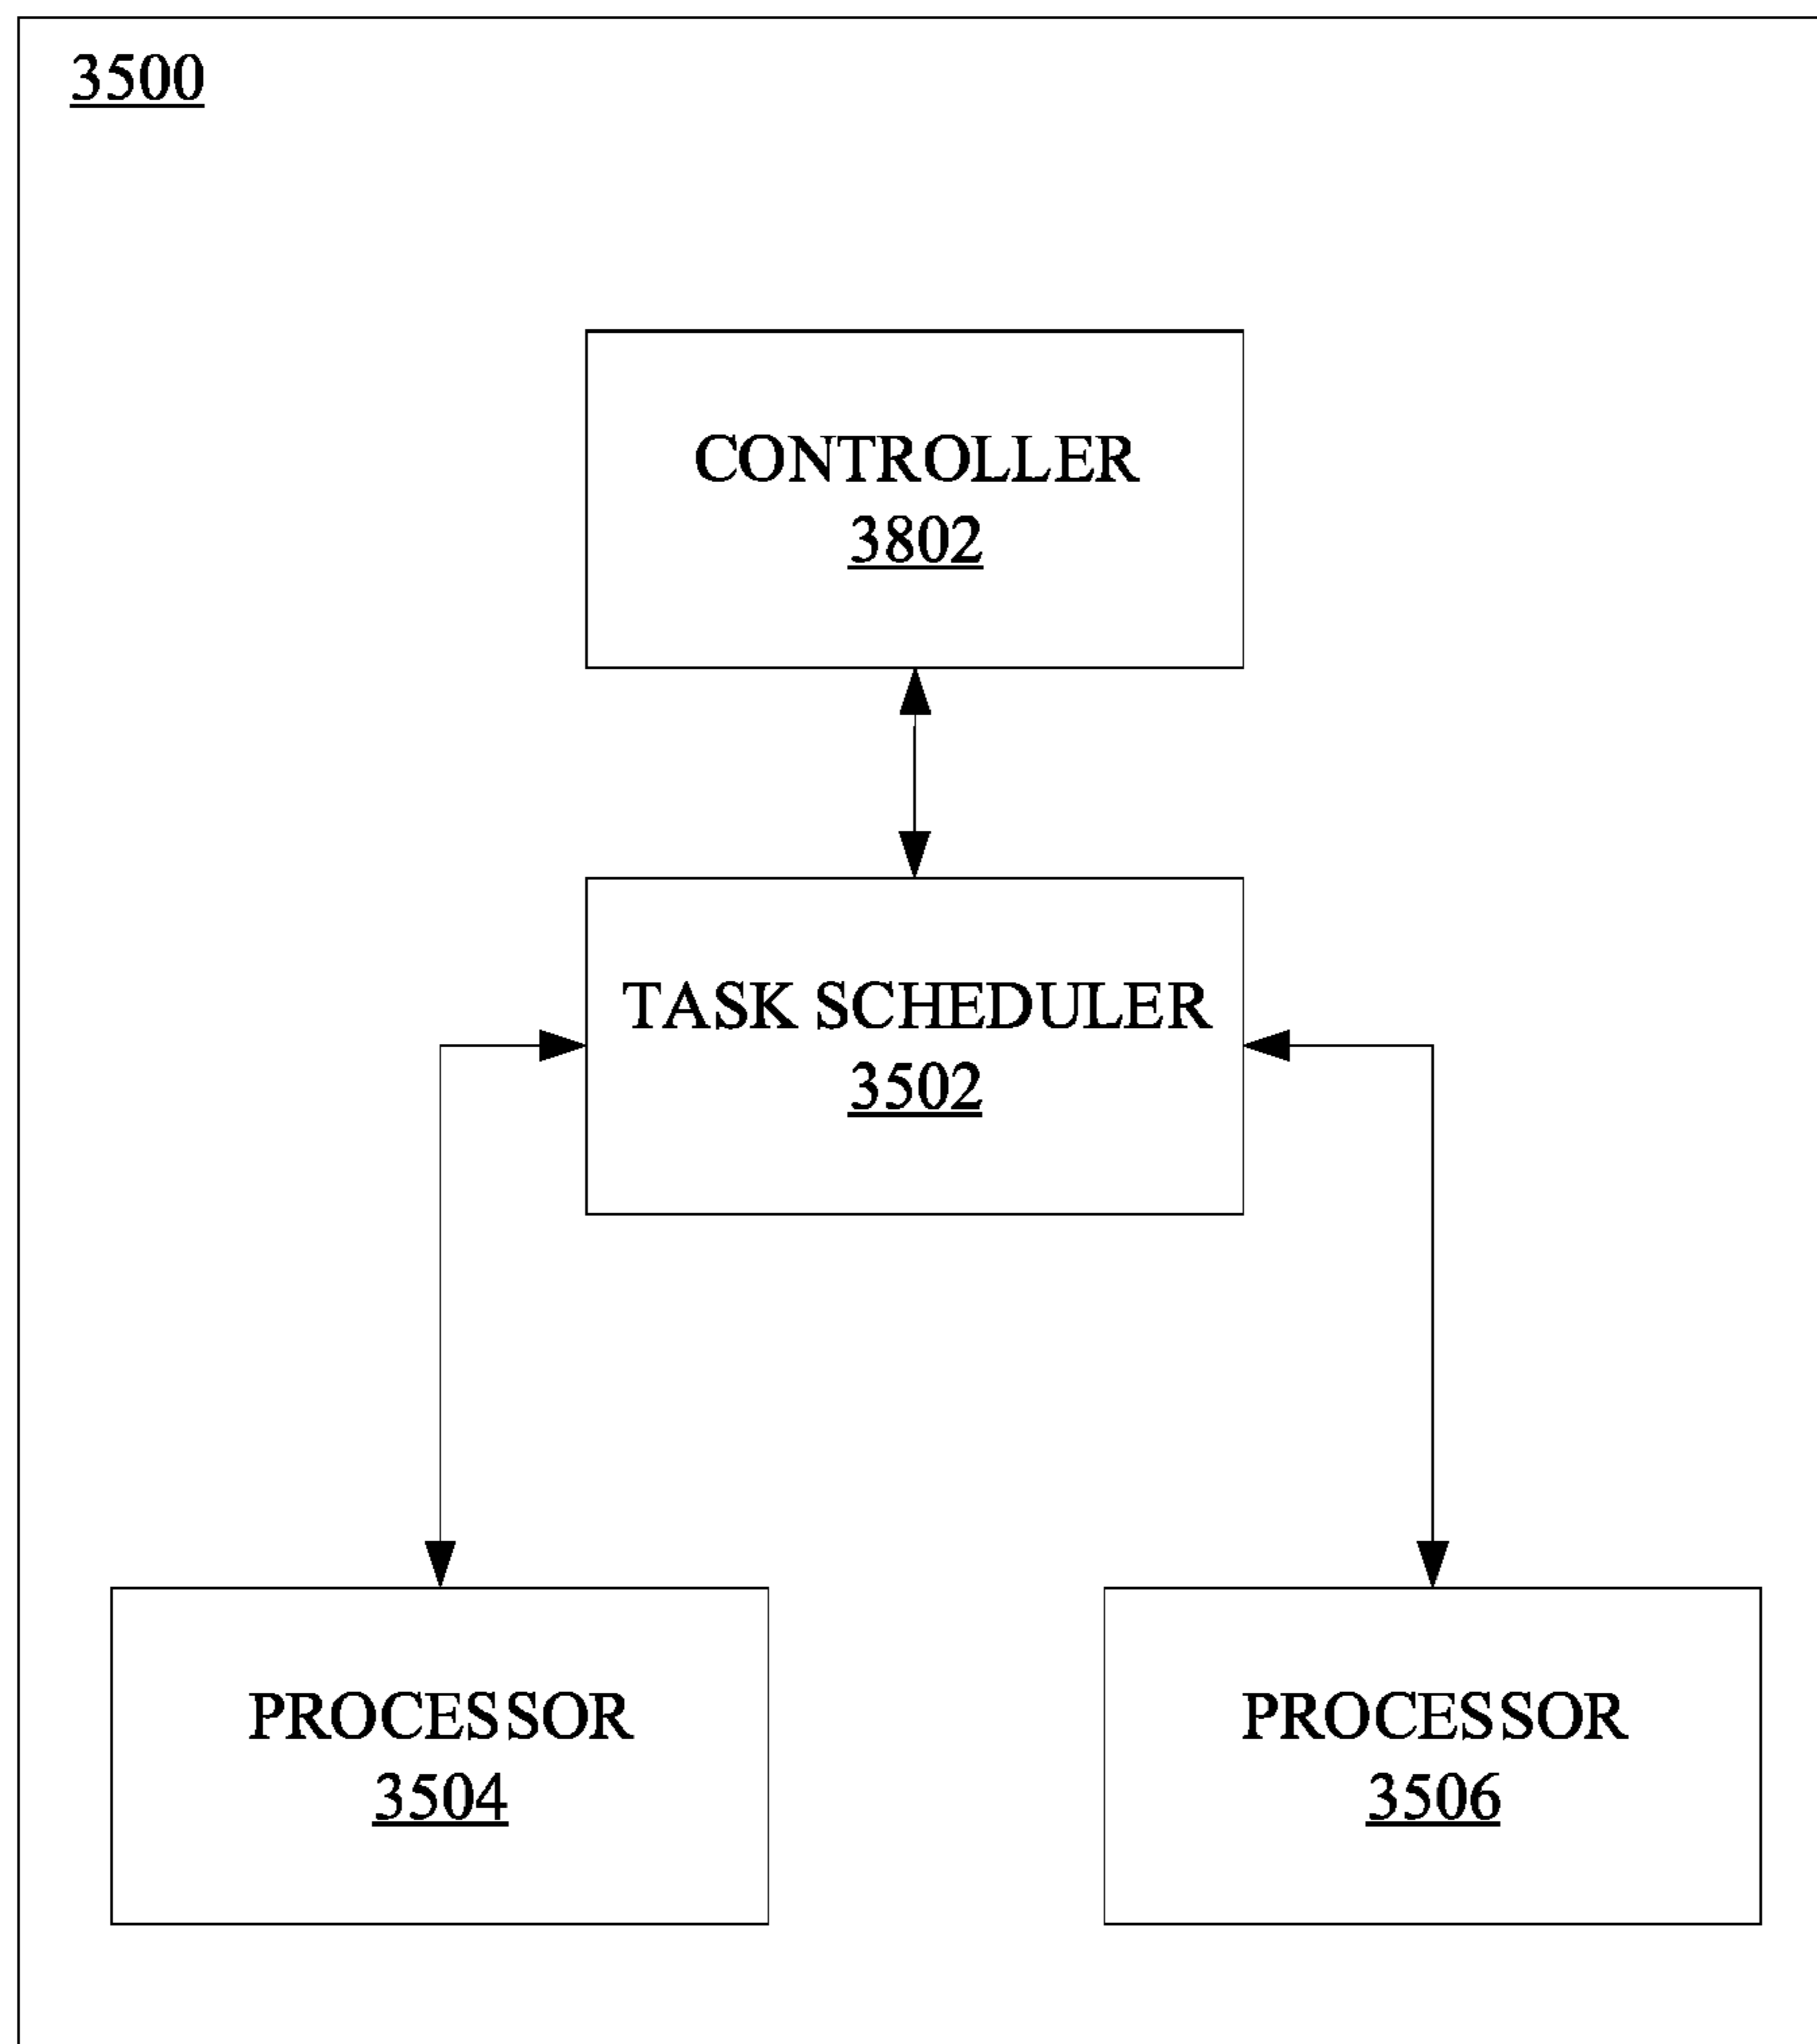 3500
CONTROLLER
3802
TASK SCHEDULER
3502
PROCESSOR
3504
PROCESSOR
3506